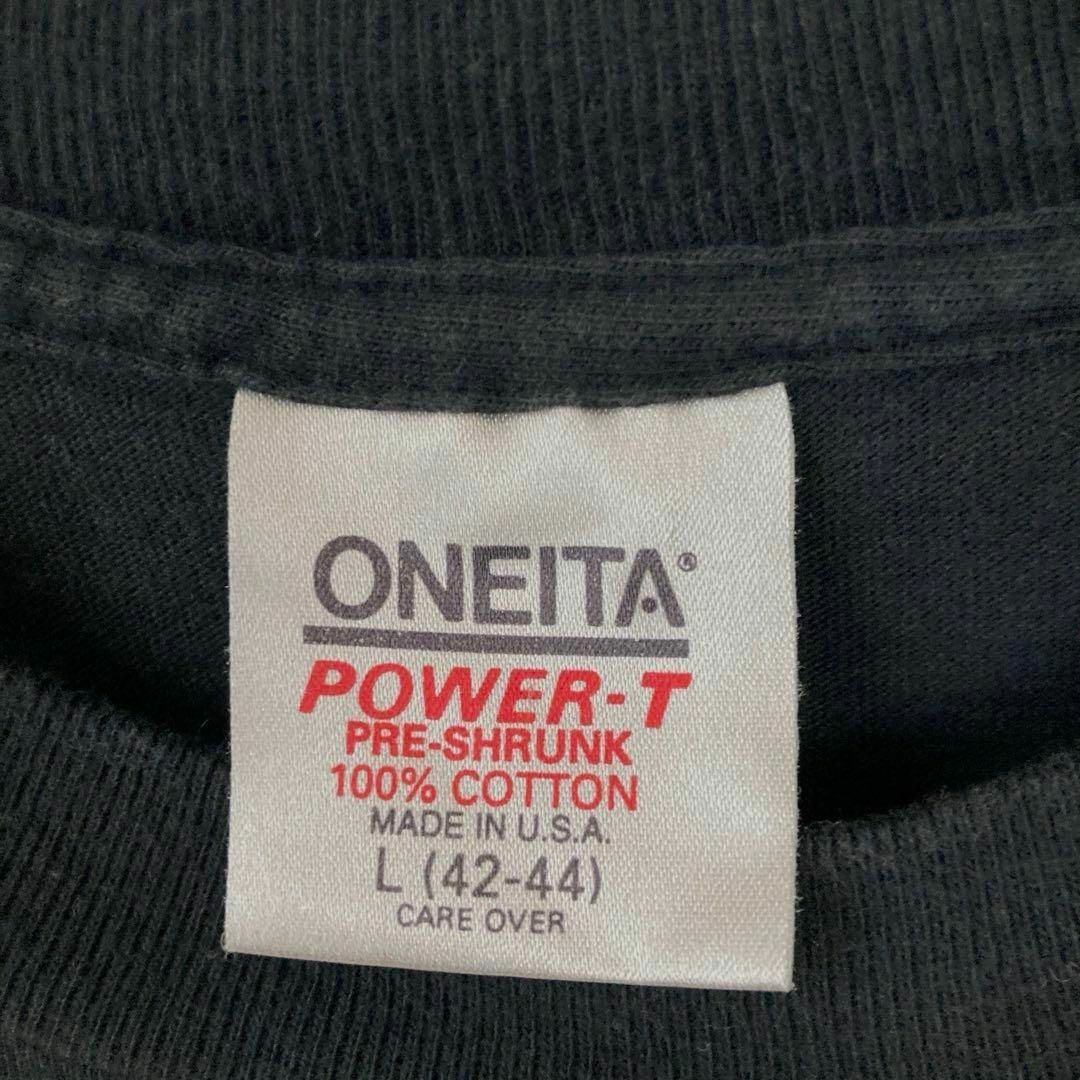 ONEITA®
POWER-T
PRE-SHRUNK
100% COTTON
MADE IN U.S.A.
L (42-44)
CARE OVER